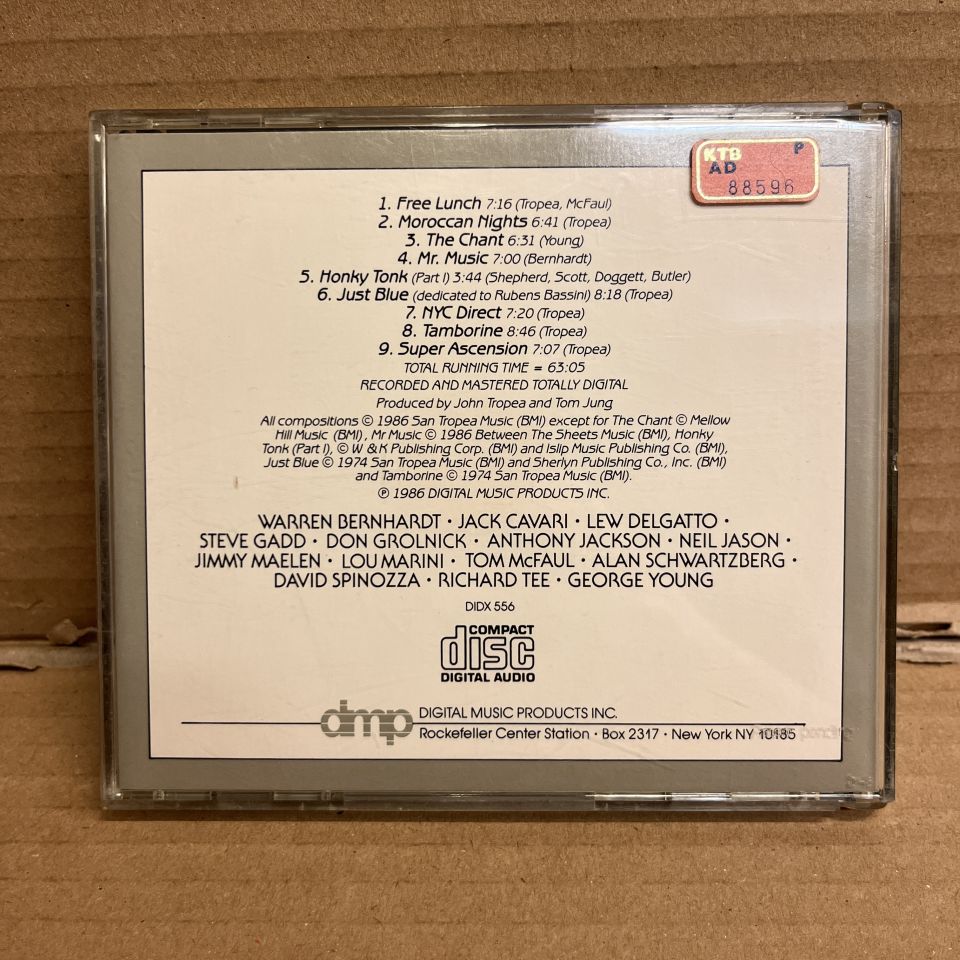 KTB P
AD
88596
1. Free Lunch 7:16 (Tropea, McFaul)
2. Moroccan Nights 6:41 (Tropea)
3. The Chant 6:31 (Young)
4. Mr. Music 7:00 (Bernhardt)
5. Honky Tonk (Part I) 3:44 (Shepherd, Scott, Doggett, Butler)
6. Just Blue (dedicated to Rubens Bassini) 8:18 (Tropea)
7. NYC Direct 7:20 (Tropea)
8. Tamborine 8:46 (Tropea)
9. Super Ascension 7:07 (Tropea)
TOTAL RUNNING TIME = 63:05
RECORDED AND MASTERED TOTALLY DIGITAL
Produced by John Tropea and Tom Jung
All compositions © 1986 San Tropea Music (BMI) except for The Chant © Mellow
Hill Music (BMI), Mr Music © 1986 Between The Sheets Music (BMI), Honky
Tonk (Part I), © W & K Publishing Corp. (BMI) and Islip Music Publishing Co. (BMI),
Just Blue © 1974 San Tropea Music (BMI) and Sherlyn Publishing Co., Inc. (BMI)
and Tamborine © 1974 San Tropea Music (BMI).
℗ 1986 DIGITAL MUSIC PRODUCTS INC.
WARREN BERNHARDT · JACK CAVARI · LEW DELGATTO ·
STEVE GADD · DON GROLNICK · ANTHONY JACKSON · NEIL JASON ·
JIMMY MAELEN · LOU MARINI · TOM McFAUL · ALAN SCHWARTZBERG ·
DAVID SPINOZZA · RICHARD TEE · GEORGE YOUNG
DIDX 556
COMPACT
disc
DIGITAL AUDIO
dmp DIGITAL MUSIC PRODUCTS INC.
Rockefeller Center Station · Box 2317 · New York NY 10185